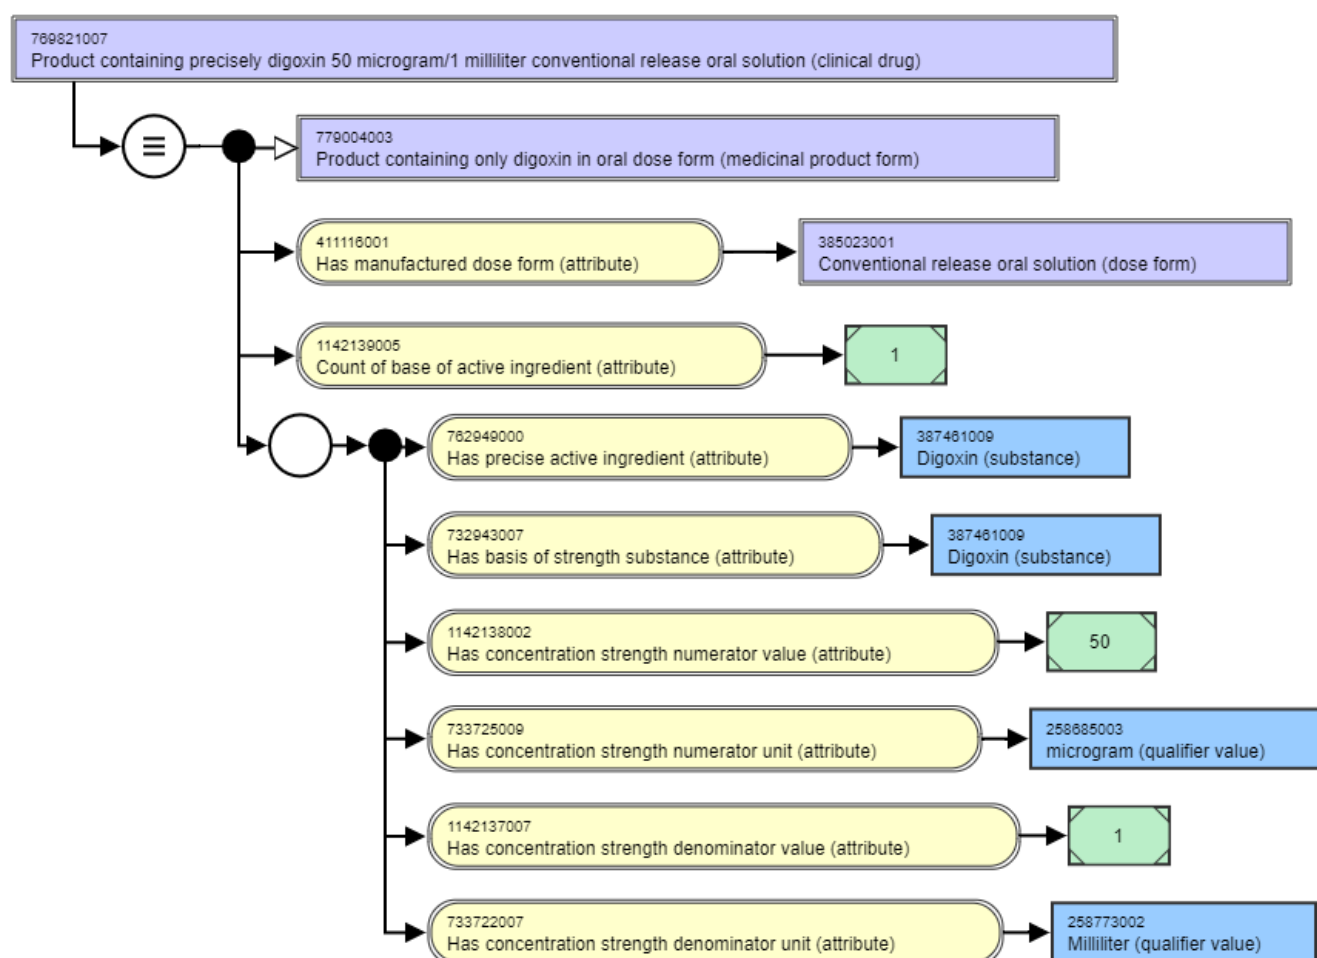 769821007
Product containing precisely digoxin 50 microgram/1 milliliter conventional release oral solution (clinical drug)
779004003
Product containing only digoxin in oral dose form (medicinal product form)
411116001
Has manufactured dose form (attribute)
385023001
Conventional release oral solution (dose form)
1142139005
Count of base of active ingredient (attribute)
1
762949000
Has precise active ingredient (attribute)
387461009
Digoxin (substance)
732943007
Has basis of strength substance (attribute)
387461009
Digoxin (substance)
1142138002
Has concentration strength numerator value (attribute)
50
733725009
Has concentration strength numerator unit (attribute)
258685003
microgram (qualifier value)
1142137007
Has concentration strength denominator value (attribute)
1
733722007
Has concentration strength denominator unit (attribute)
258773002
Milliliter (qualifier value)